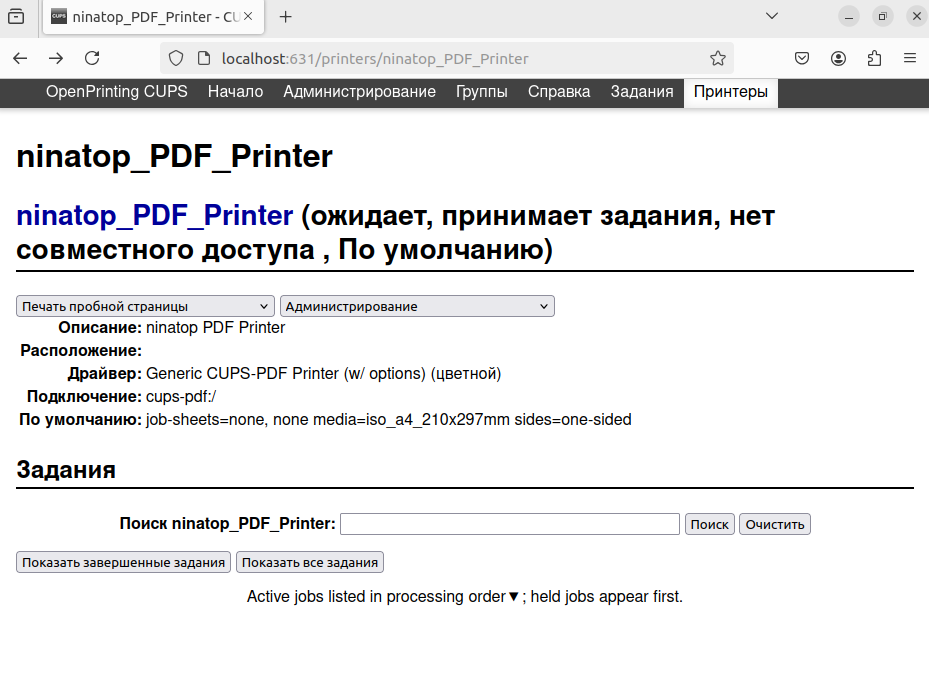 CUPS ninatop_PDF_Printer - CU
localhost:631/printers/ninatop_PDF_Printer
OpenPrinting CUPS Начало Администрирование Группы Справка Задания Принтеры
ninatop_PDF_Printer
ninatop_PDF_Printer (ожидает, принимает задания, нет
совместного доступа , По умолчанию)
Печать пробной страницы Администрирование
Описание: ninatop PDF Printer
Расположение:
Драйвер: Generic CUPS-PDF Printer (w/ options) (цветной)
Подключение: cups-pdf:/
По умолчанию: job-sheets=none, none media=iso_a4_210x297mm sides=one-sided
Задания
Поиск ninatop_PDF_Printer: Поиск Очистить
Показать завершенные задания Показать все задания
Active jobs listed in processing order▼; held jobs appear first.